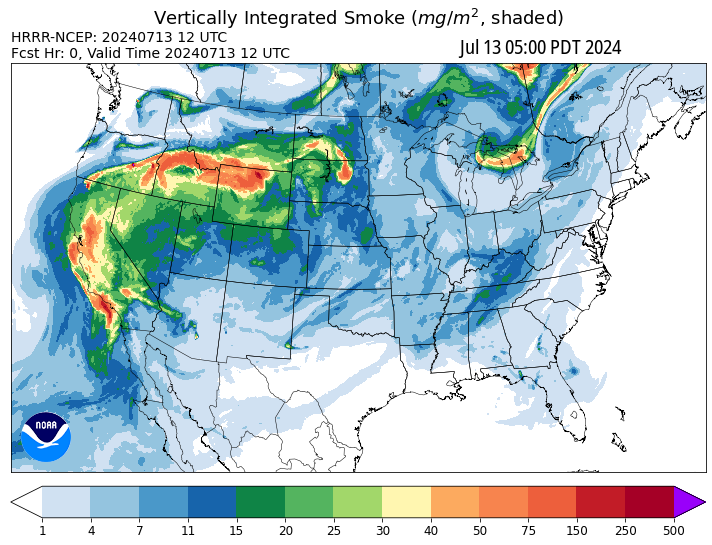 Vertically Integrated Smoke (mg/m², shaded)
HRRR-NCEP: 20240713 12 UTC
Fcst Hr: 0, Valid Time 20240713 12 UTC
Jul 13 05:00 PDT 2024
NOAA
1 4 7 11 15 20 25 30 40 50 75 150 250 500